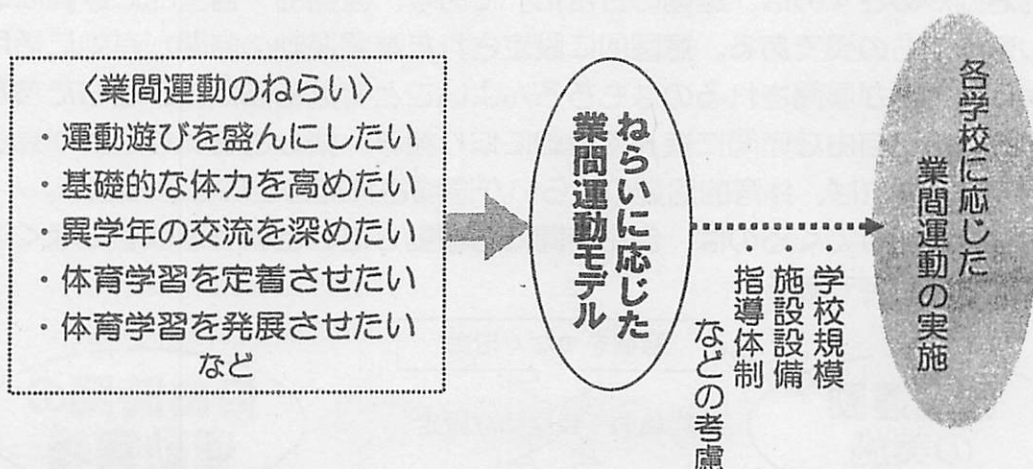 〈業間運動のねらい〉
・運動遊びを盛んにしたい
・基礎的な体力を高めたい
・異学年の交流を深めたい
・体育学習を定着させたい
・体育学習を発展させたい
など
ねらいに応じた
業間運動モデル
・学校規模
施設設備
指導体制
などの考慮
各学校に応じた
業間運動の実施